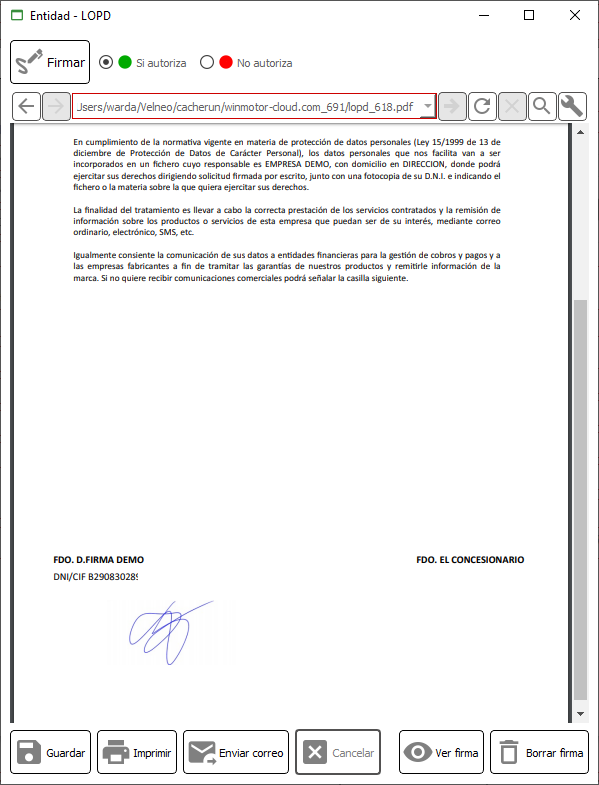 Entidad - LOPD
Firmar
Si autoriza
No autoriza
Jsers/warda/Velneo/cacherun/winmotor-cloud.com_691/lopd_618.pdf
En cumplimiento de la normativa vigente en materia de protección de datos personales (Ley 15/1999 de 13 de
diciembre de Protección de Datos de Carácter Personal), los datos personales que nos facilita van a ser
incorporados en un fichero cuyo responsable es EMPRESA DEMO, con domicilio en DIRECCION, donde podrá
ejercitar sus derechos dirigiendo solicitud firmada por escrito, junto con una fotocopia de su D.N.I. e indicando el
fichero o la materia sobre la que quiera ejercitar sus derechos.
La finalidad del tratamiento es llevar a cabo la correcta prestación de los servicios contratados y la remisión de
información sobre los productos o servicios de esta empresa que puedan ser de su interés, mediante correo
ordinario, electrónico, SMS, etc.
Igualmente consiente la comunicación de sus datos a entidades financieras para la gestión de cobros y pagos y a
las empresas fabricantes a fin de tramitar las garantías de nuestros productos y remitirle información de la
marca. Si no quiere recibir comunicaciones comerciales podrá señalar la casilla siguiente.
FDO. D.FIRMA DEMO
FDO. EL CONCESIONARIO
DNI/CIF B29083028
Guardar
Imprimir
Enviar correo
Cancelar
Ver firma
Borrar firma